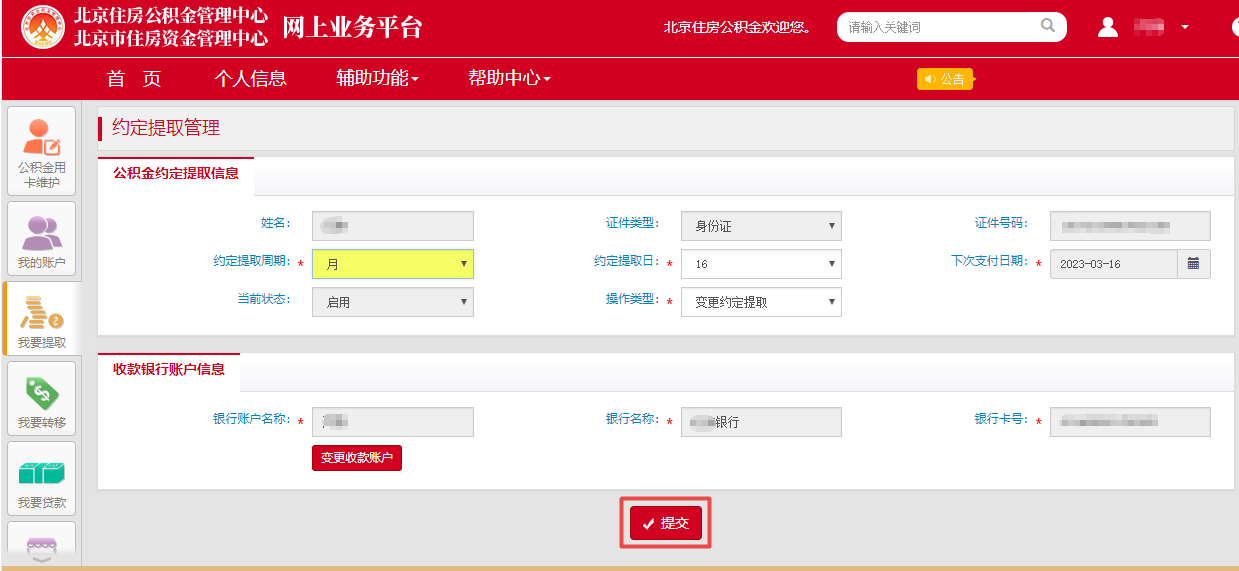 北京住房公积金管理中心
北京市住房资金管理中心
网上业务平台
北京住房公积金欢迎您。
请输入关键词
首 页
个人信息
辅助功能
帮助中心
公告
公积金用
卡维护
我的账户
我要提取
我要转移
我要贷款
约定提取管理
公积金约定提取信息
姓名:
证件类型: 身份证
证件号码:
约定提取周期: * 月
约定提取日: * 16
下次支付日期: * 2023-03-16
当前状态: 启用
操作类型: * 变更约定提取
收款银行账户信息
银行账户名称: *
银行名称: * 银行
银行卡号: *
变更收款账户
提交